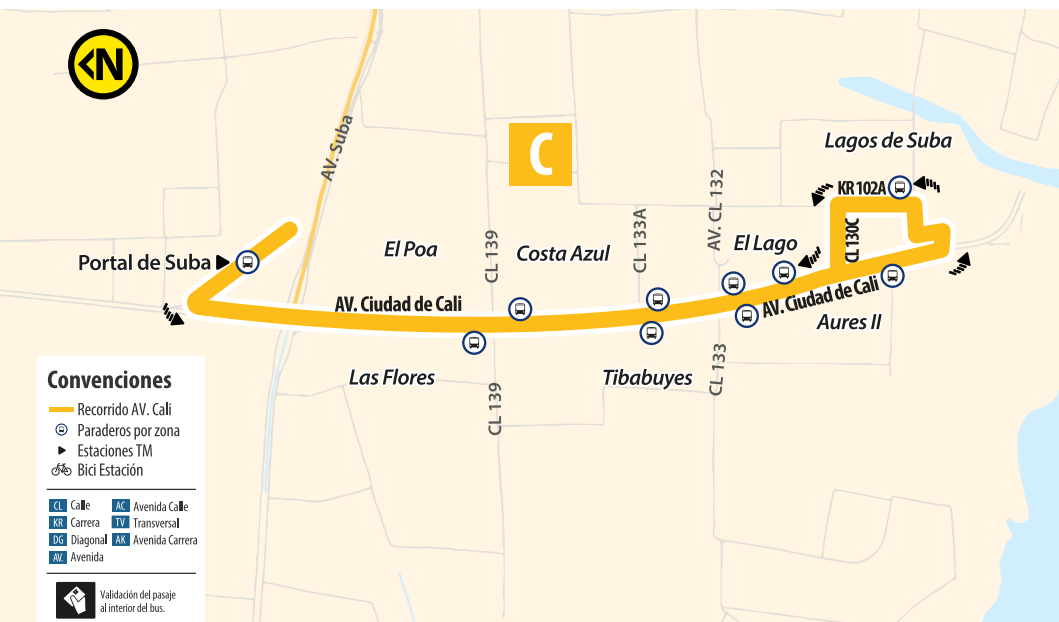 N
C
AV. Suba
Lagos de Suba
KR 102A
CL 130C
AV. CL 132
CL 133A
CL 139
El Poa
Costa Azul
El Lago
Portal de Suba
AV. Ciudad de Cali
AV. Ciudad de Cali
Aures II
Las Flores
Tibabuyes
CL 133
CL 139
Convenciones
Recorrido AV. Cali
Paraderos por zona
Estaciones TM
Bici Estación
CL Calle AC Avenida Calle
KR Carrera TV Transversal
DG Diagonal AK Avenida Carrera
AV. Avenida
Validación del pasaje
al interior del bus.